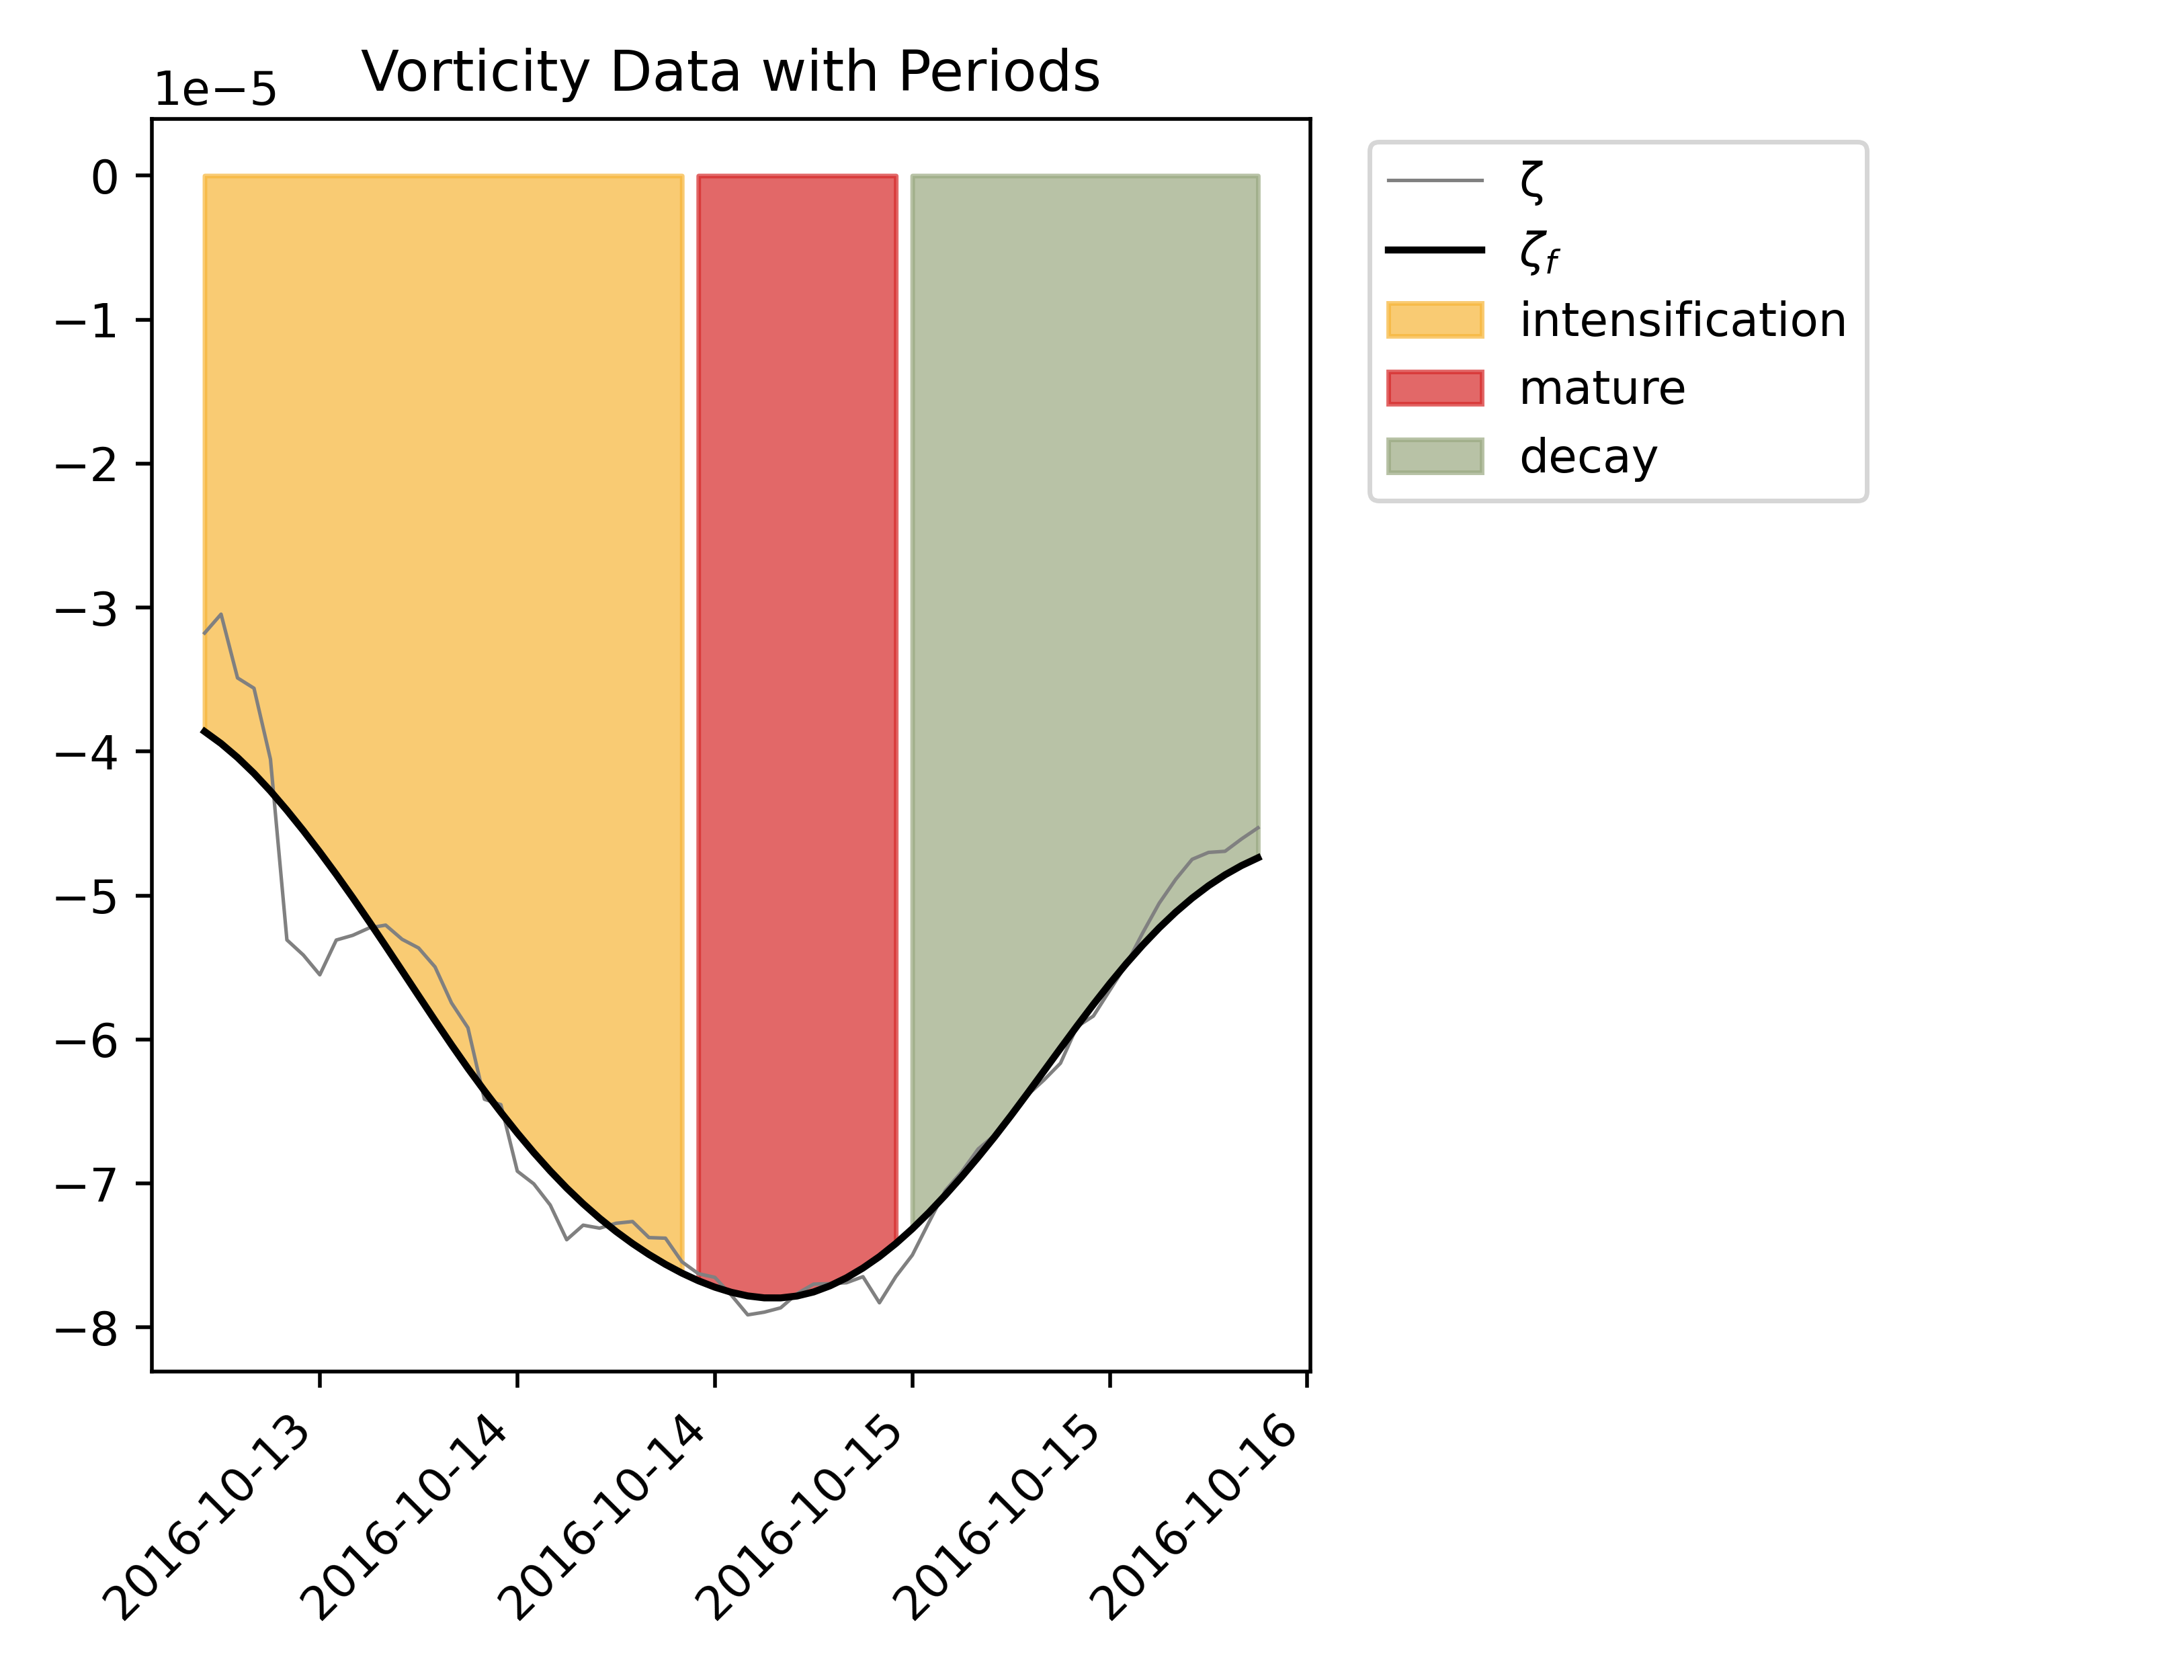 Vorticity Data with Periods
1e−5
0
−1
−2
−3
−4
−5
−6
−7
−8
2016-10-13
2016-10-14
2016-10-14
2016-10-15
2016-10-15
2016-10-16
ζ
ζf
intensification
mature
decay